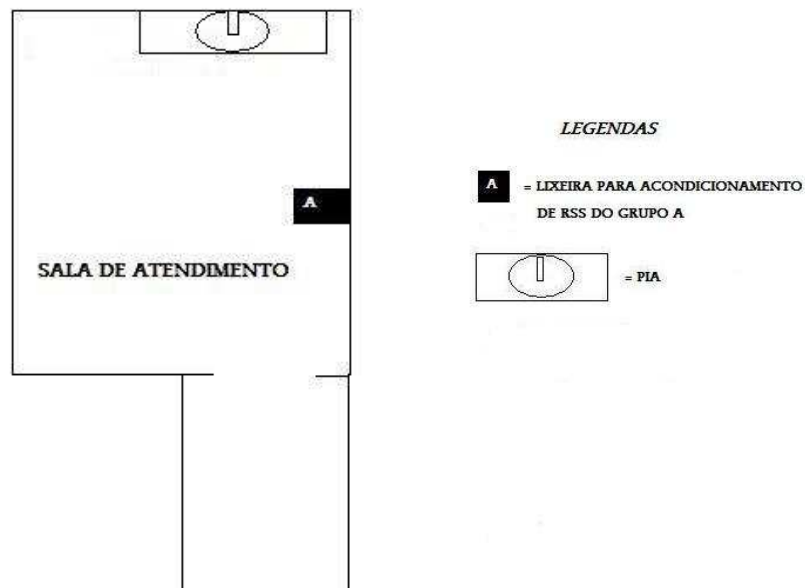 A
SALA DE ATENDIMENTO
LEGENDAS
A = LIXEIRA PARA ACONDICIONAMENTO
DE RSS DO GRUPO A
= PIA